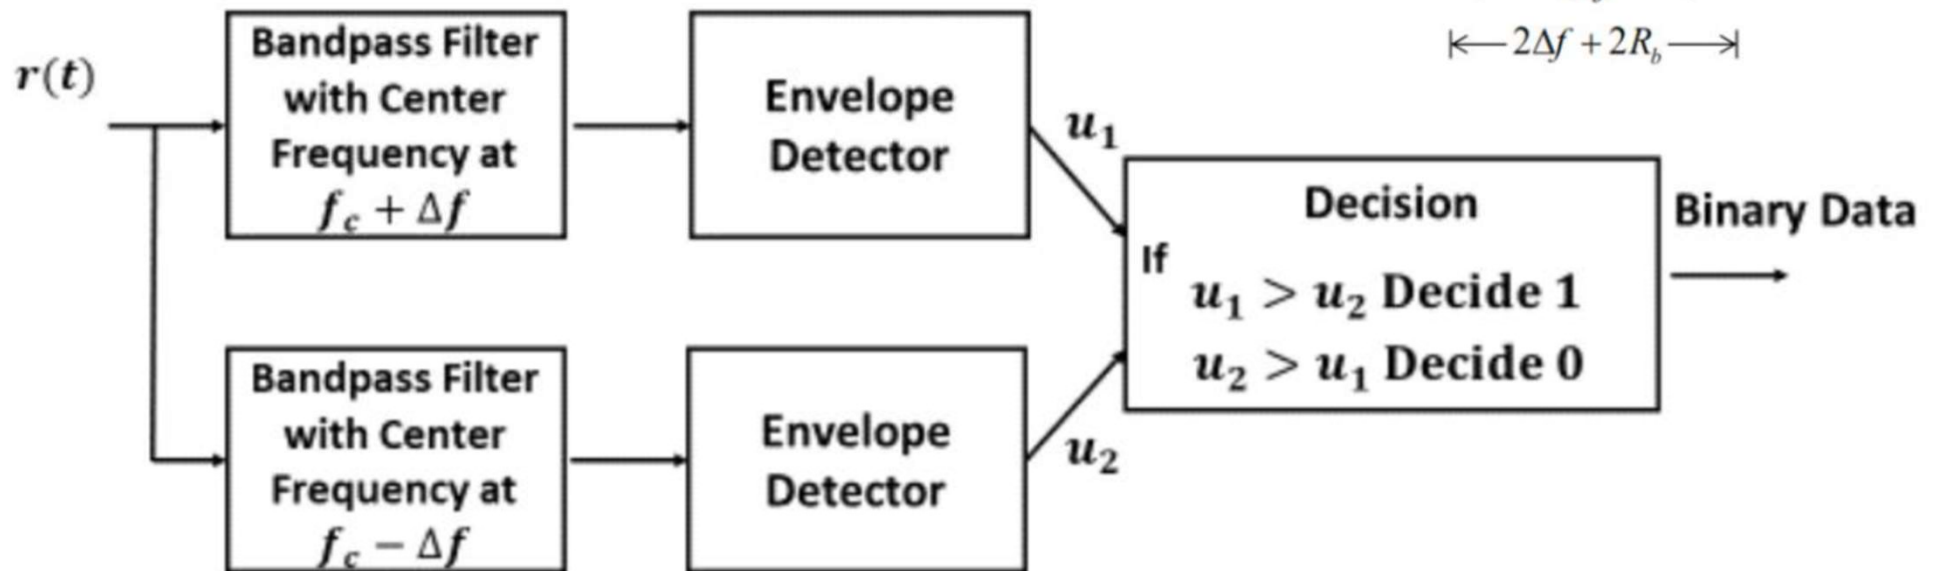 r(t)
Bandpass Filter
with Center
Frequency at
f_c + Δf
Envelope
Detector
2Δf + 2R_b
u_1
Decision
If
u_1 > u_2 Decide 1
u_2 > u_1 Decide 0
Binary Data
Bandpass Filter
with Center
Frequency at
f_c − Δf
Envelope
Detector
u_2